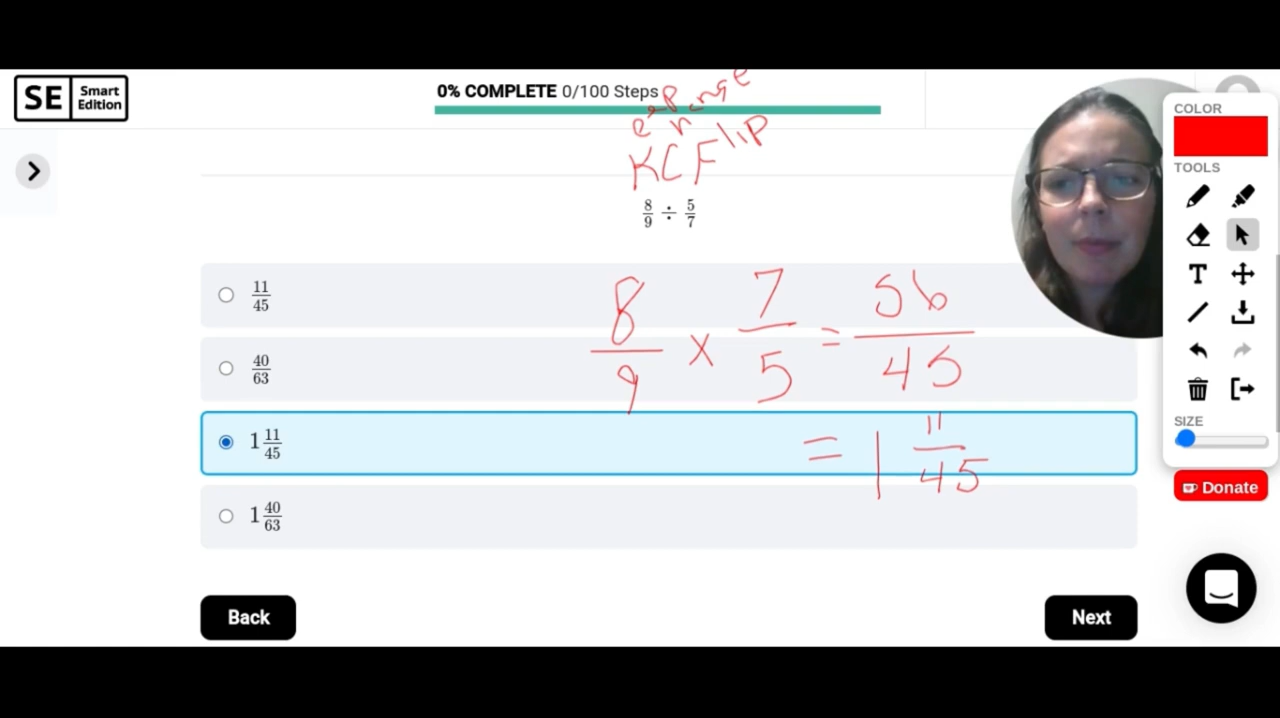 SE Smart Edition
0% COMPLETE 0/100 Steps
COLOR
TOOLS
T
SIZE
Donate
Keep Change Flip
8/9 ÷ 5/7
8/9 x 7/5 = 56/45
= 1 11/45
11/45
40/63
1 11/45
1 40/63
Back
Next